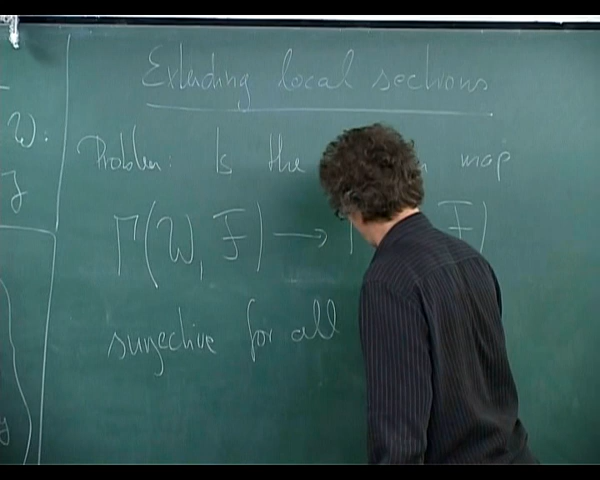 Extending local sections
Problem: Is the map
Γ(W, F) → F)
surjective for all
W: